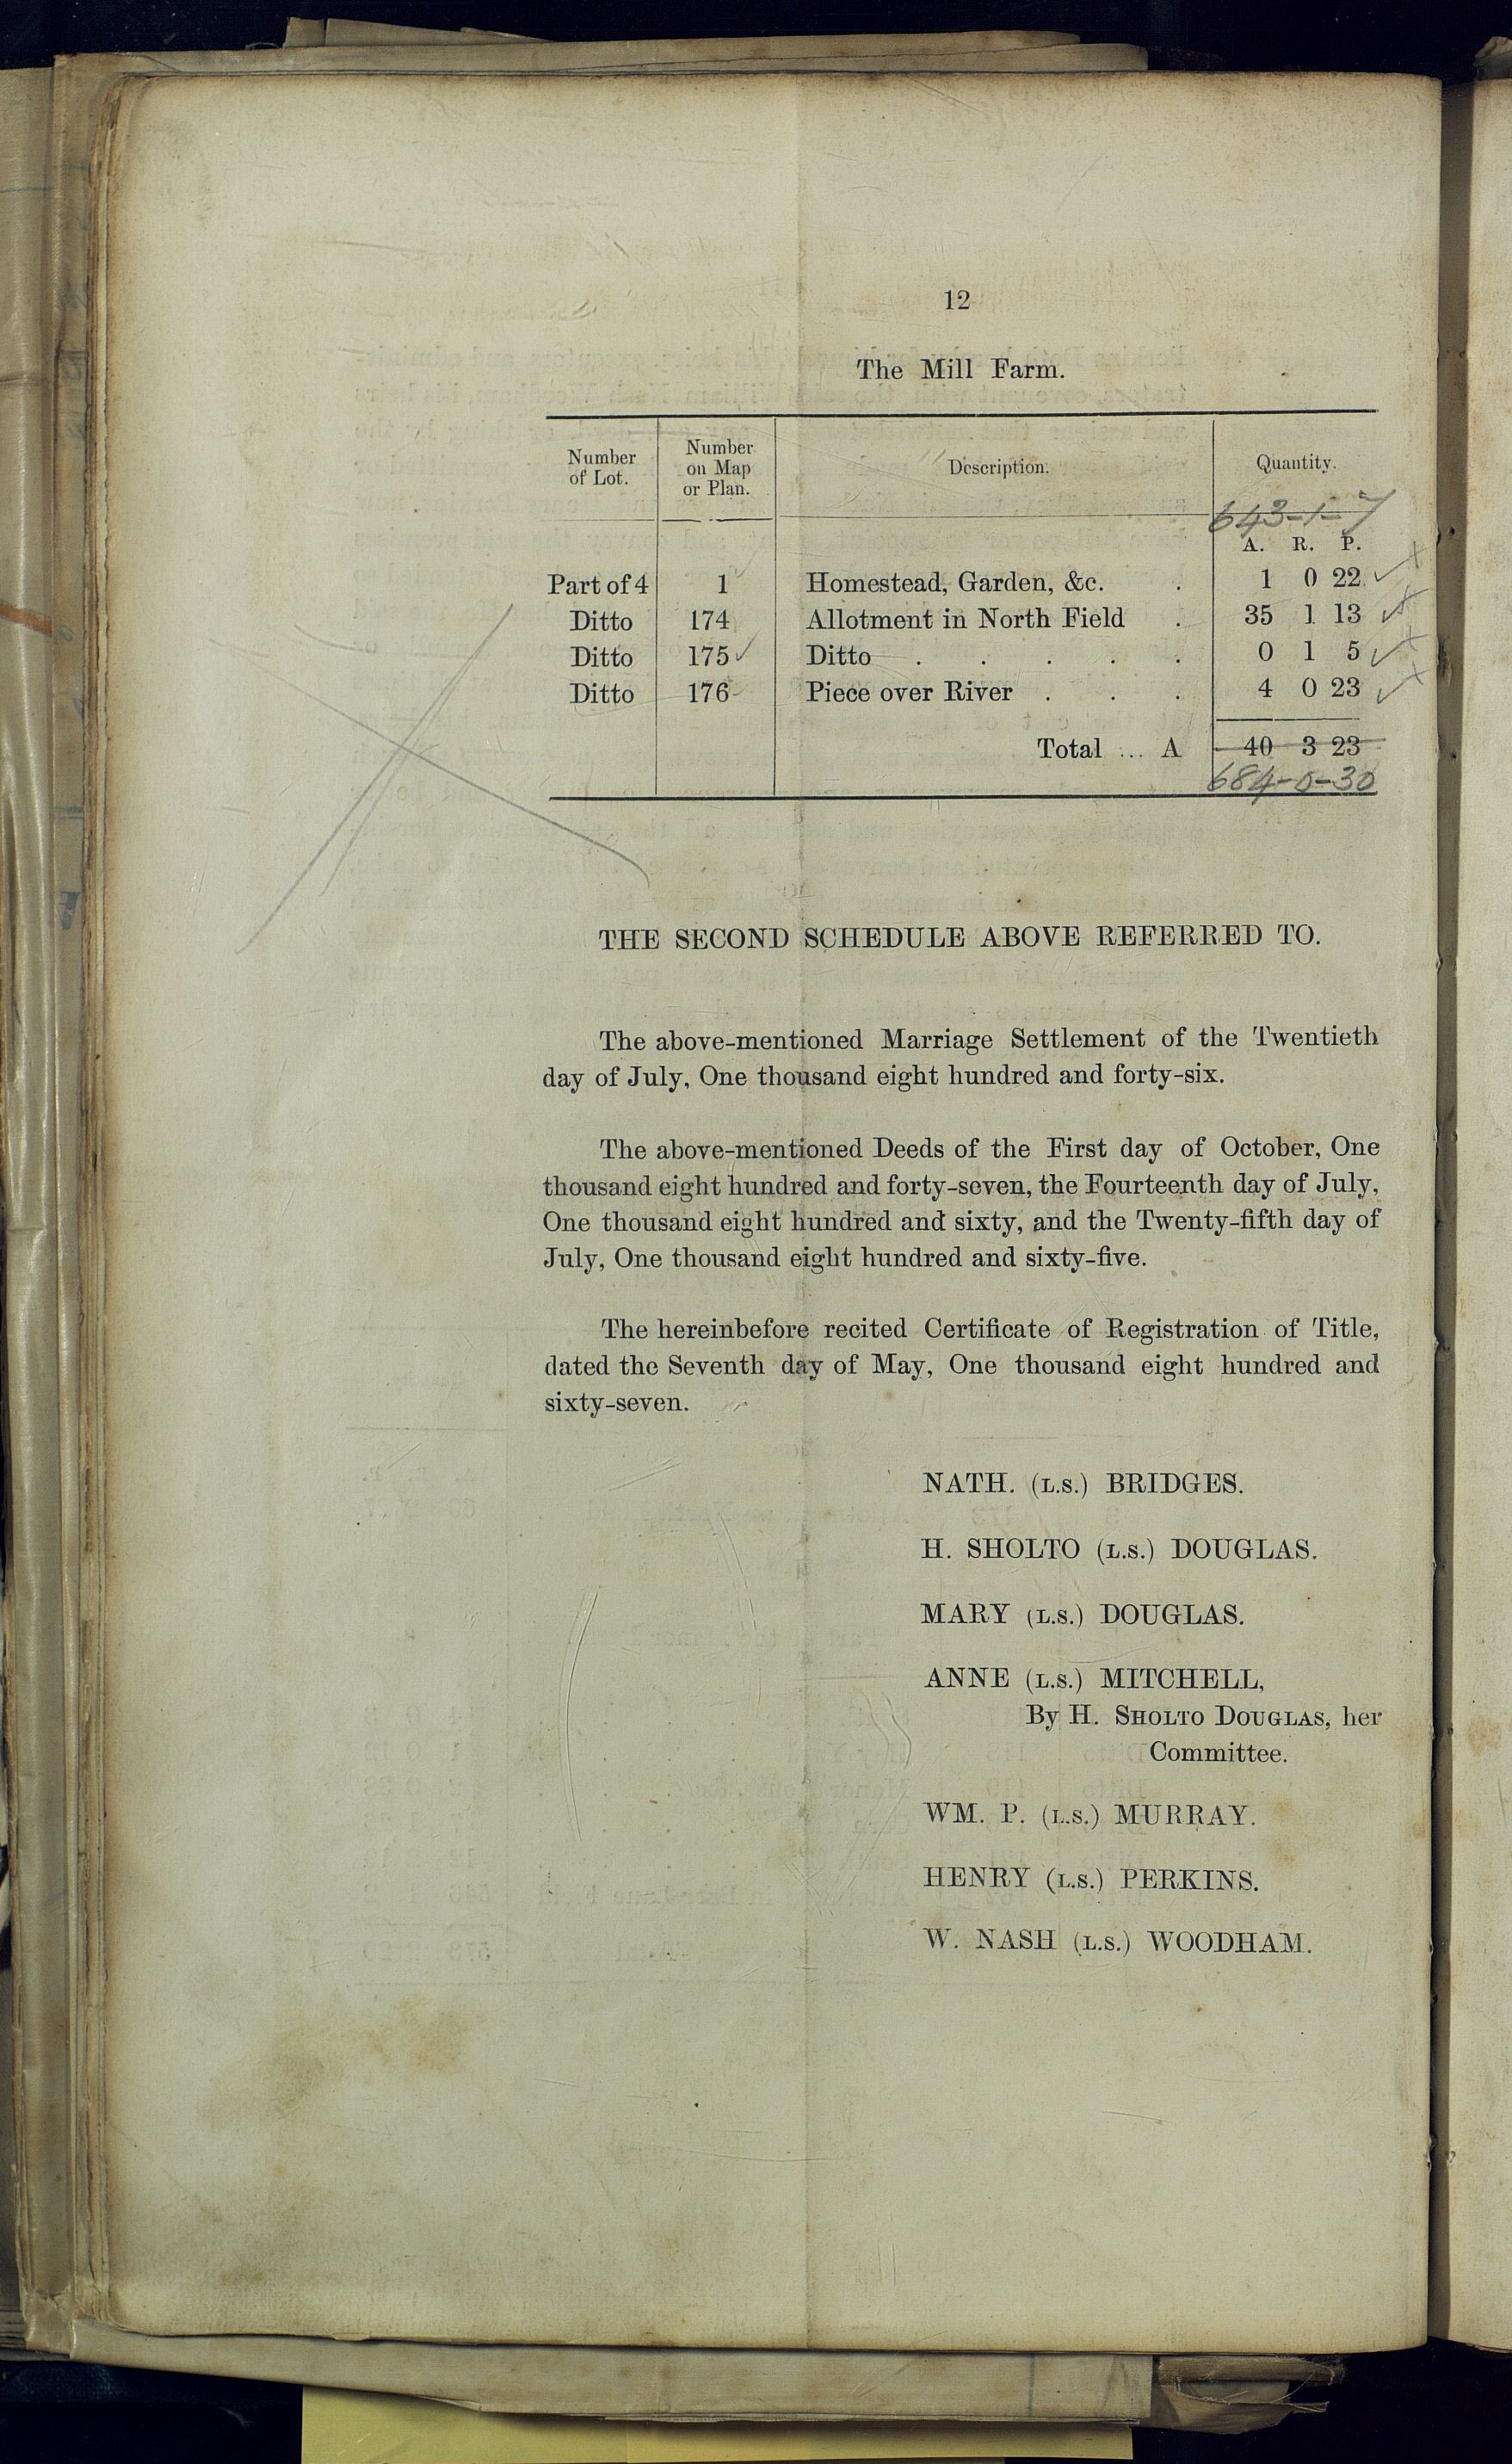 12
The Mill Farm.
Number of Lot. Number on Map or Plan. Description. Quantity.
643-1-7
A. R. P.
Part of 4 1 Homestead, Garden, &c. . 1 0 22
Ditto 174 Allotment in North Field . 35 1 13
Ditto 175 Ditto . . . . . 0 1 5
Ditto 176 Piece over River . . . 4 0 23
Total ... A 40 3 23
684-0-30
THE SECOND SCHEDULE ABOVE REFERRED TO.
The above-mentioned Marriage Settlement of the Twentieth
day of July, One thousand eight hundred and forty-six.
The above-mentioned Deeds of the First day of October, One
thousand eight hundred and forty-seven, the Fourteenth day of July,
One thousand eight hundred and sixty, and the Twenty-fifth day of
July, One thousand eight hundred and sixty-five.
The hereinbefore recited Certificate of Registration of Title,
dated the Seventh day of May, One thousand eight hundred and
sixty-seven.
NATH. (L.S.) BRIDGES.
H. SHOLTO (L.S.) DOUGLAS.
MARY (L.S.) DOUGLAS.
ANNE (L.S.) MITCHELL,
By H. SHOLTO DOUGLAS, her
Committee.
WM. P. (L.S.) MURRAY.
HENRY (L.S.) PERKINS.
W. NASH (L.S.) WOODHAM.